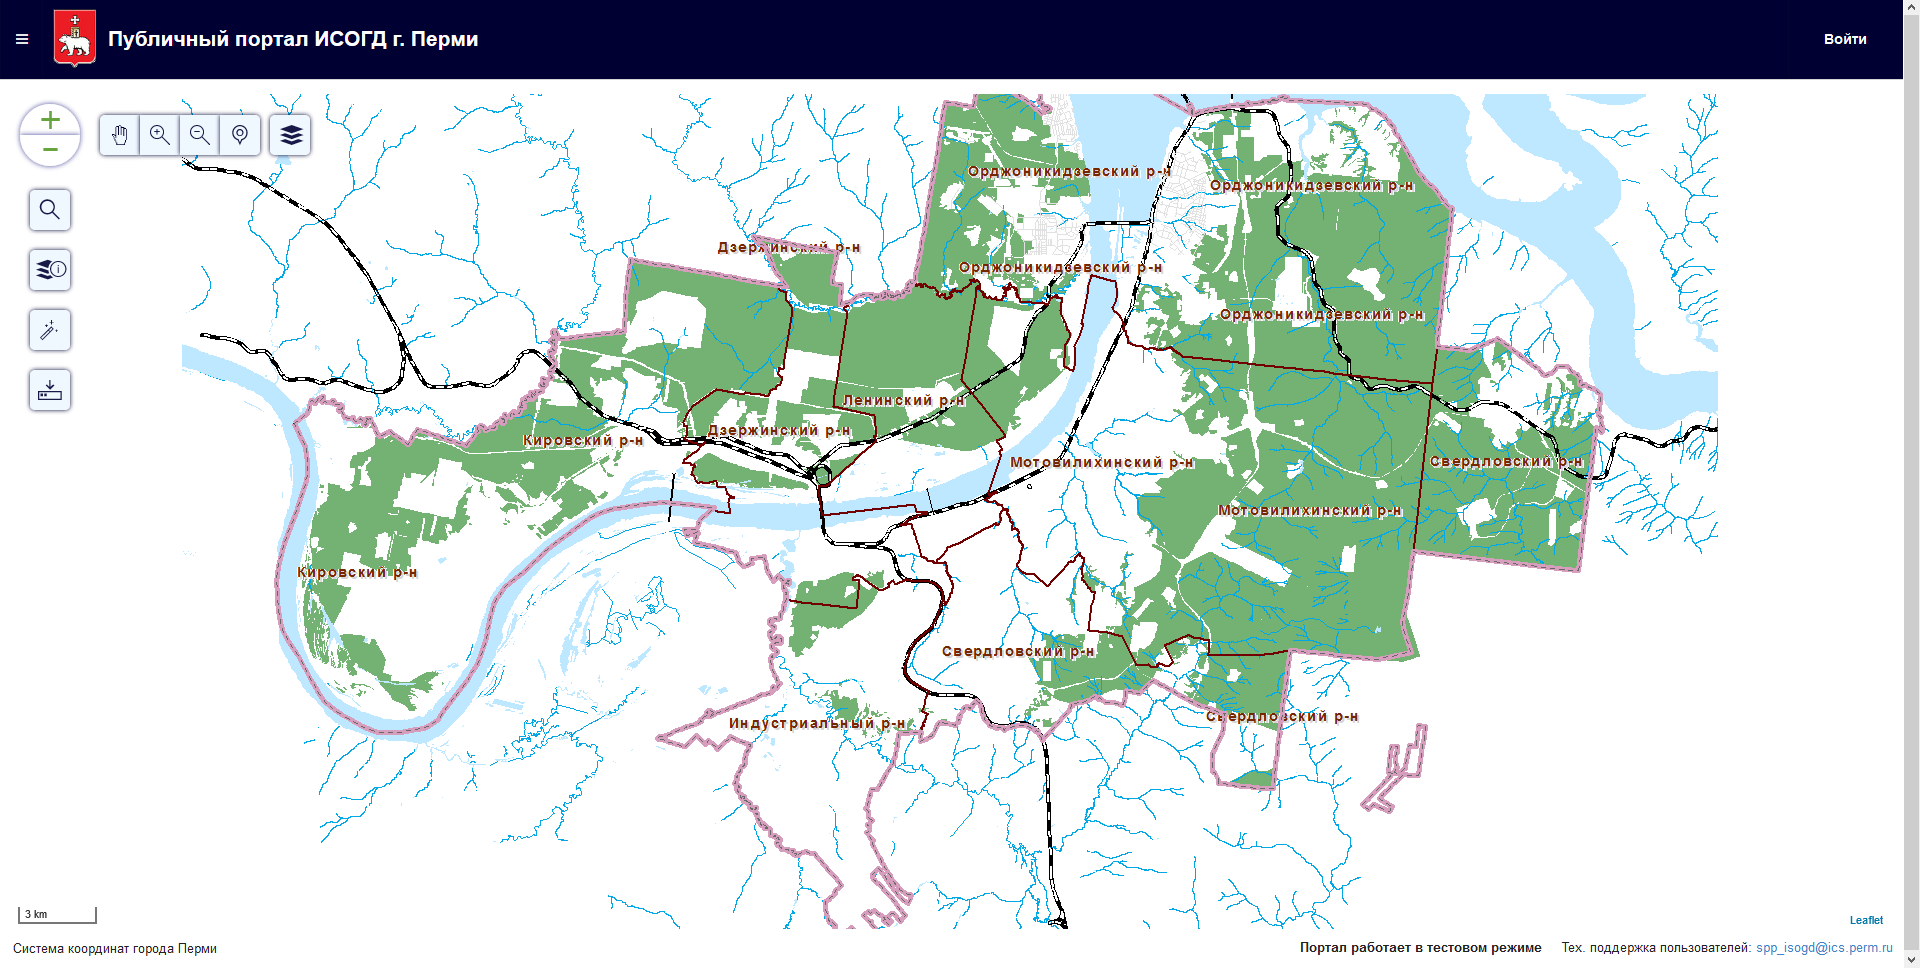 Публичный портал ИСОГД г. Перми
Войти
Орджоникидзевский р-н
Орджоникидзевский р-н
Дзержинский р-н
Орджоникидзевский р-н
Орджоникидзевский р-н
Ленинский р-н
Дзержинский р-н
Кировский р-н
Мотовилихинский р-н
Свердловский р-н
Мотовилихинский р-н
Кировский р-н
Свердловский р-н
Свердловский р-н
Индустриальный р-н
3 km
Leaflet
Система координат города Перми
Портал работает в тестовом режиме
Тех. поддержка пользователей: spp_isogd@ics.perm.ru